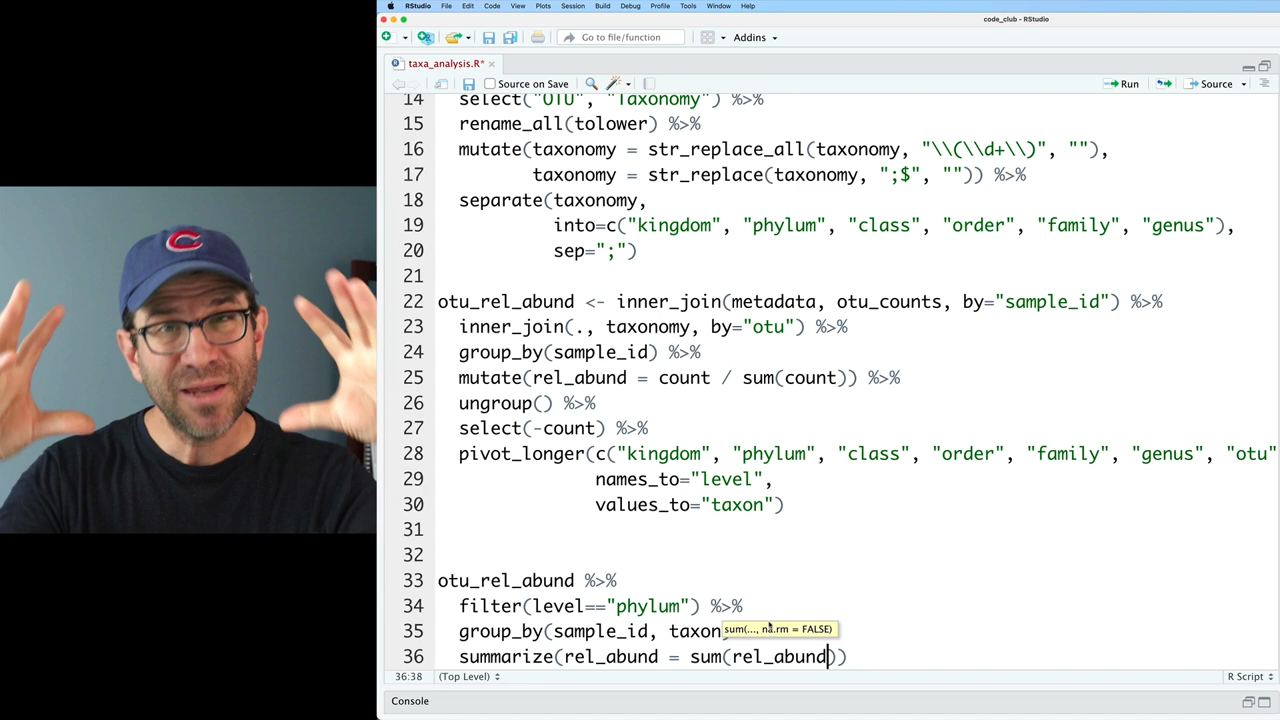 RStudio File Edit Code View Plots Session Build Debug Profile Tools Window Help
code_club - RStudio
Go to file/function Addins
taxa_analysis.R*
Source on Save Run Source
14 select("OTU", "Taxonomy") %>%
15 rename_all(tolower) %>%
16 mutate(taxonomy = str_replace_all(taxonomy, "\\(\\d+\\)", ""),
17 taxonomy = str_replace(taxonomy, ";$", "")) %>%
18 separate(taxonomy,
19 into=c("kingdom", "phylum", "class", "order", "family", "genus"),
20 sep=";")
21
22 otu_rel_abund <- inner_join(metadata, otu_counts, by="sample_id") %>%
23 inner_join(., taxonomy, by="otu") %>%
24 group_by(sample_id) %>%
25 mutate(rel_abund = count / sum(count)) %>%
26 ungroup() %>%
27 select(-count) %>%
28 pivot_longer(c("kingdom", "phylum", "class", "order", "family", "genus", "otu"
29 names_to="level",
30 values_to="taxon")
31
32
33 otu_rel_abund %>%
34 filter(level=="phylum") %>%
35 group_by(sample_id, taxon
sum(..., na.rm = FALSE)
36 summarize(rel_abund = sum(rel_abund))
36:38 (Top Level) R Script
Console